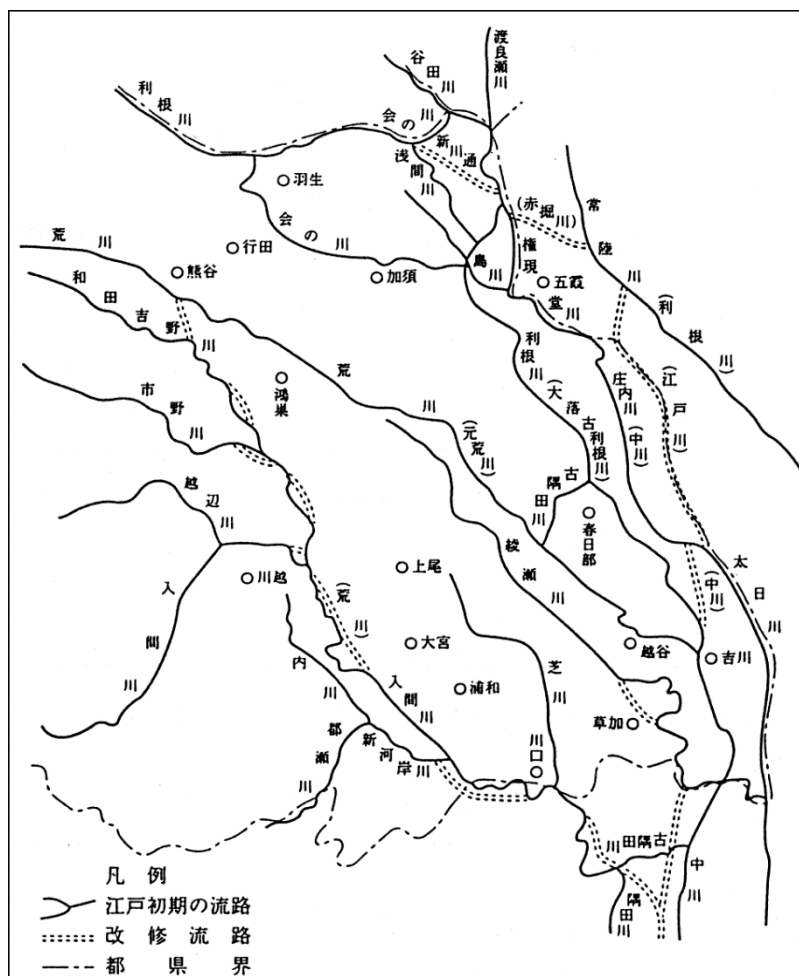 渡良瀬川
谷田川
利根川
会の川
新川通
浅間川
羽生
会の川
(赤堀川)
常陸川
(利根川)
荒川
行田
熊谷
加須
島川
権現堂川
五霞
和田吉野川
利根川
(大落古利根川)
庄内川
(中川)
(江戸川)
鴻巣
荒川
(元荒川)
市野川
古隅田川
春日部
越辺川
綾瀬川
上尾
(中川)
太日川
川越
(荒川)
入間川
大宮
越谷
吉川
内川
入間川
浦和
芝川
草加
都瀬川
新河岸川
川口
古隅田川
中川
隅田川
凡例
江戸初期の流路
改修流路
都県界